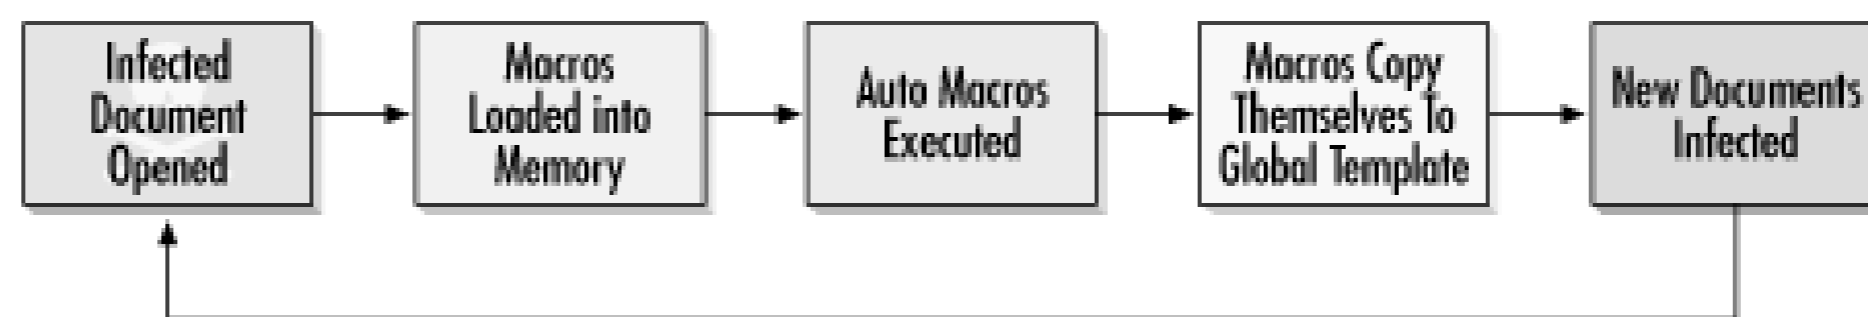 Infected
Document
Opened
Macros
Loaded into
Memory
Auto Macros
Executed
Macros Copy
Themselves To
Global Template
New Documents
Infected